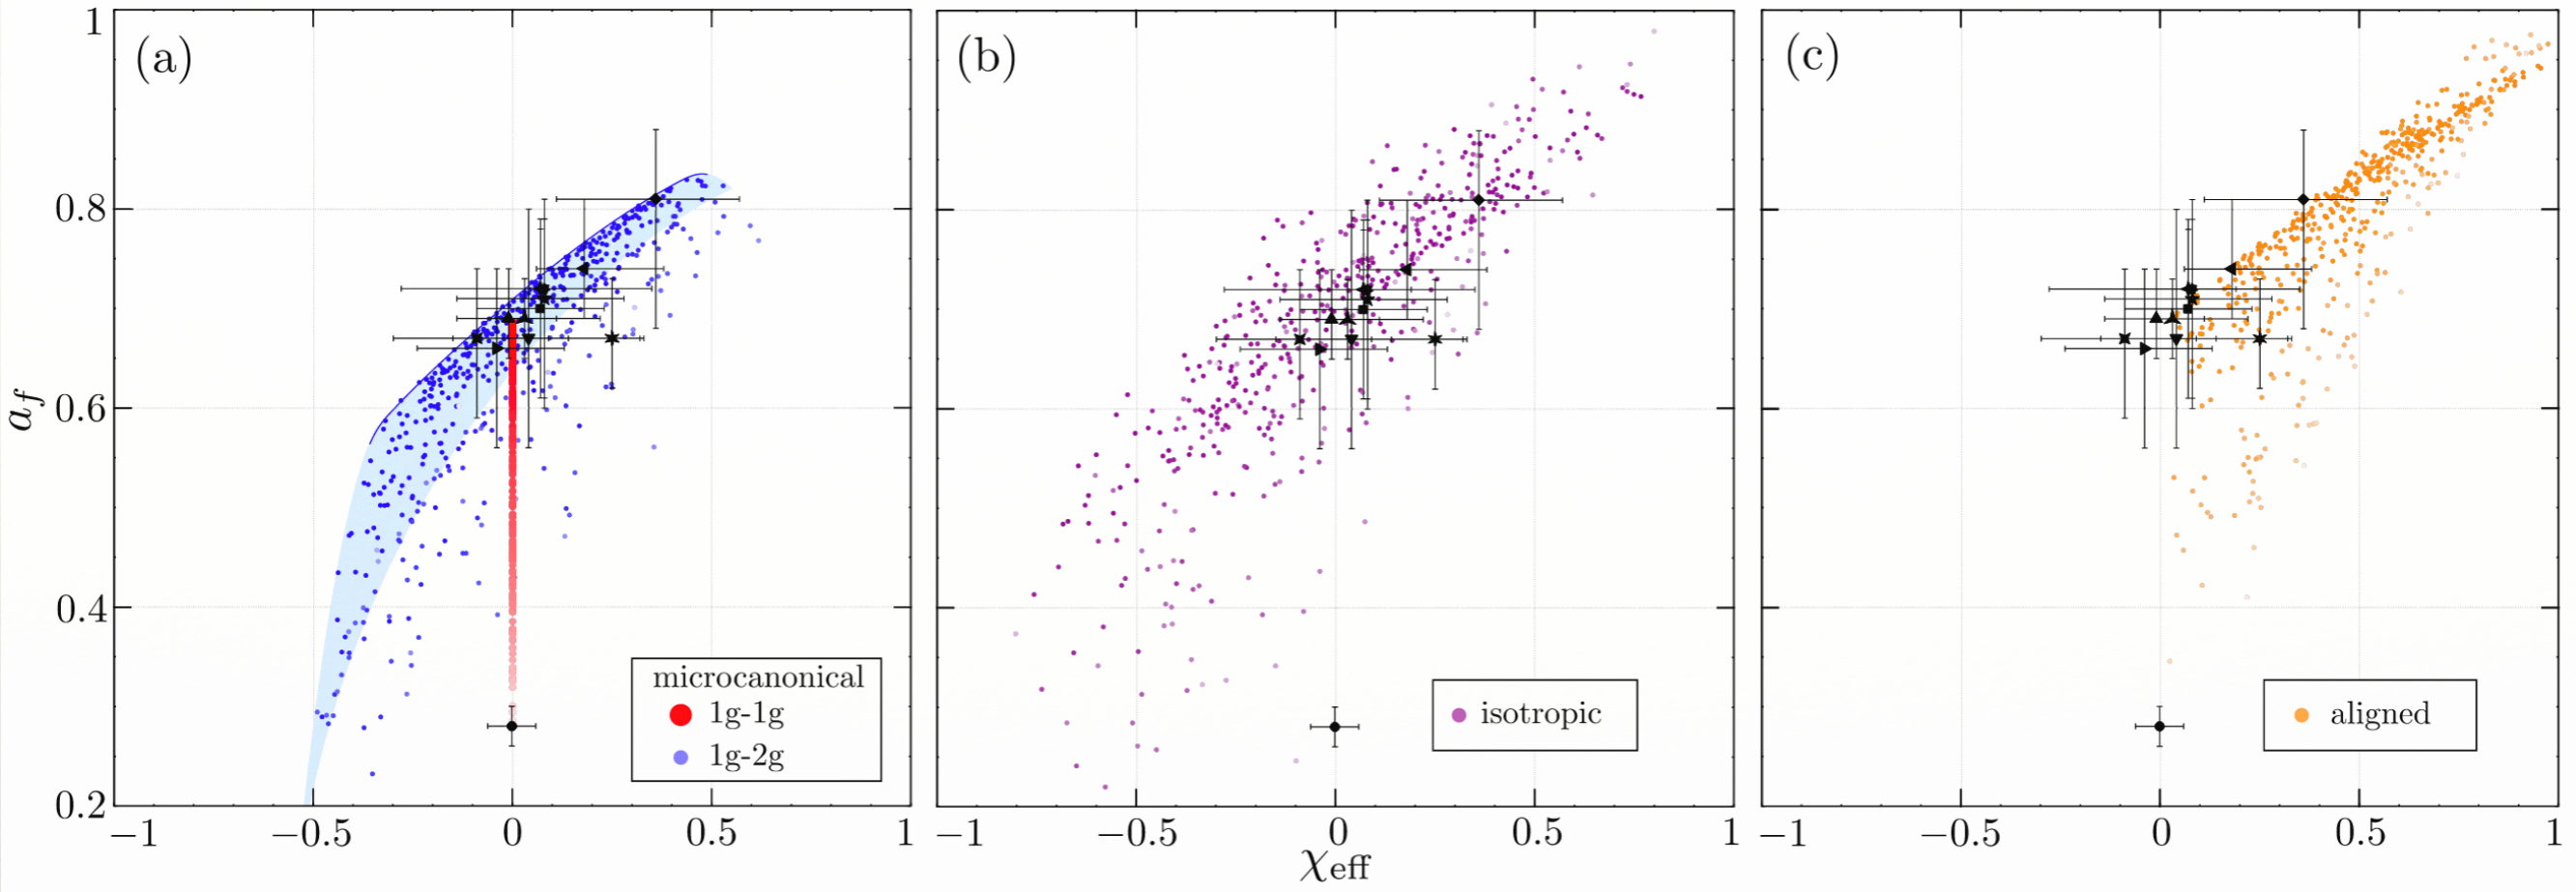 (a)
(b)
(c)
1
0.8
0.6
0.4
0.2
a_f
microcanonical
1g-1g
1g-2g
isotropic
aligned
−1 −0.5 0 0.5 1
−1 −0.5 0 0.5 1
−1 −0.5 0 0.5 1
χ_eff